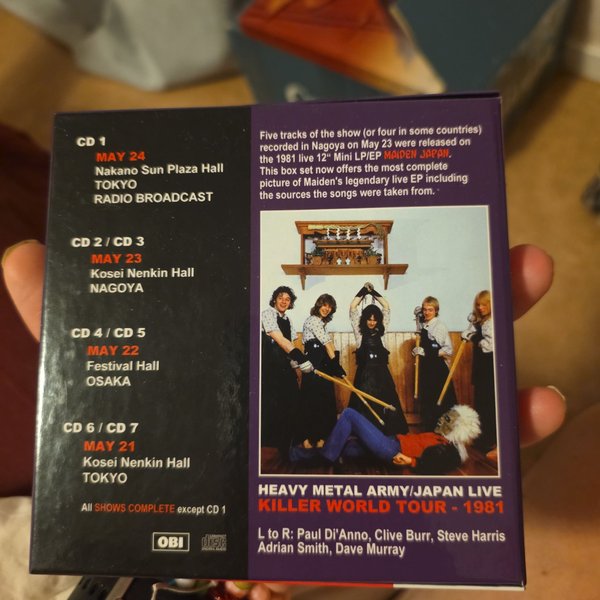 CD 1
MAY 24
Nakano Sun Plaza Hall
TOKYO
RADIO BROADCAST
CD 2 / CD 3
MAY 23
Kosei Nenkin Hall
NAGOYA
CD 4 / CD 5
MAY 22
Festival Hall
OSAKA
CD 6 / CD 7
MAY 21
Kosei Nenkin Hall
TOKYO
All SHOWS COMPLETE except CD 1
OBI
Five tracks of the show (or four in some countries)
recorded in Nagoya on May 23 were released on
the 1981 live 12" Mini LP/EP MAIDEN JAPAN.
This box set now offers the most complete
picture of Maiden's legendary live EP including
the sources the songs were taken from.
HEAVY METAL ARMY/JAPAN LIVE
KILLER WORLD TOUR - 1981
L to R: Paul Di'Anno, Clive Burr, Steve Harris
Adrian Smith, Dave Murray